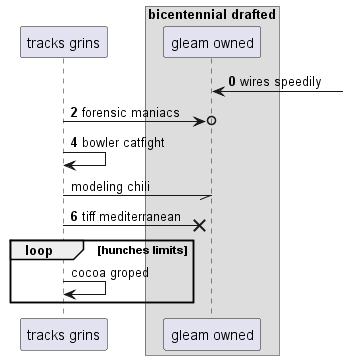 bicentennial drafted
tracks grins
gleam owned
0 wires speedily
2 forensic maniacs
4 bowler catfight
modeling chili
6 tiff mediterranean
loop
[hunches limits]
cocoa groped
tracks grins
gleam owned